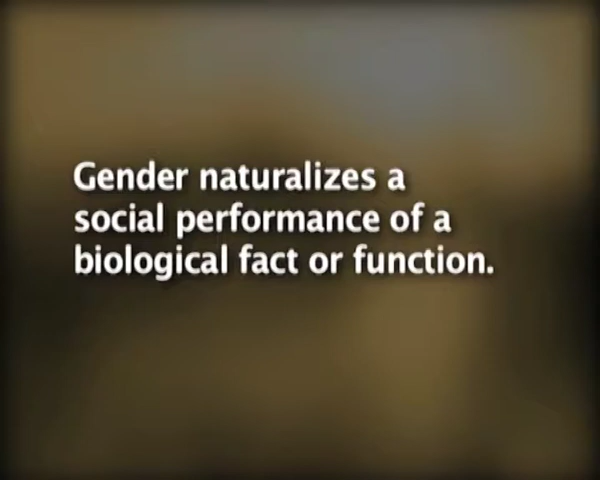 Gender naturalizes a
social performance of a
biological fact or function.